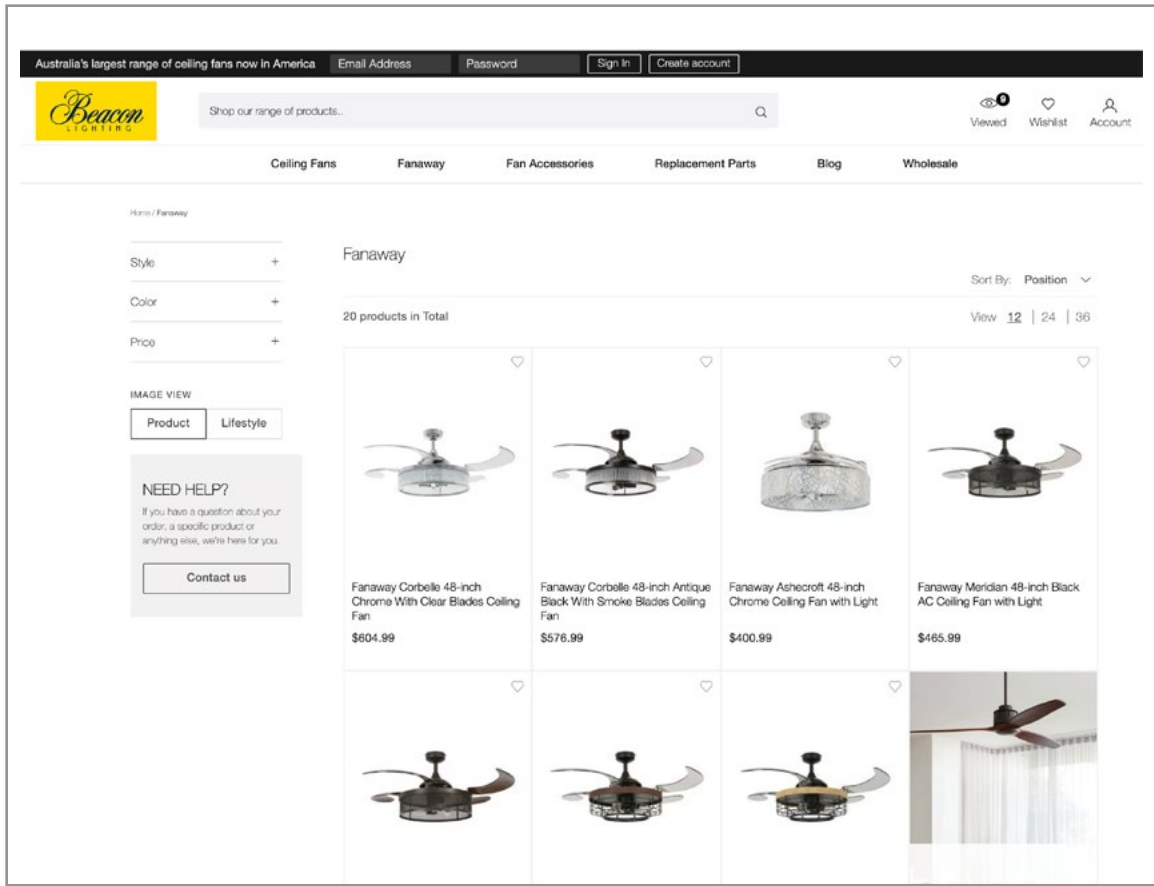 Australia's largest range of ceiling fans now in America Email Address Password Sign In Create account
Beacon
LIGHTING
Shop our range of products..
9
Viewed Wishlist Account
Ceiling Fans Fanaway Fan Accessories Replacement Parts Blog Wholesale
Home / Fanaway
Style +
Color +
Price +
IMAGE VIEW
Product Lifestyle
NEED HELP?
If you have a question about your
order, a specific product or
anything else, we're here for you.
Contact us
Fanaway
Sort By: Position
20 products in Total
View 12 | 24 | 36
Fanaway Corbelle 48-inch
Chrome With Clear Blades Ceiling
Fan
$604.99
Fanaway Corbelle 48-inch Antique
Black With Smoke Blades Ceiling
Fan
$576.99
Fanaway Ashecroft 48-inch
Chrome Ceiling Fan with Light
$400.99
Fanaway Meridian 48-inch Black
AC Ceiling Fan with Light
$465.99